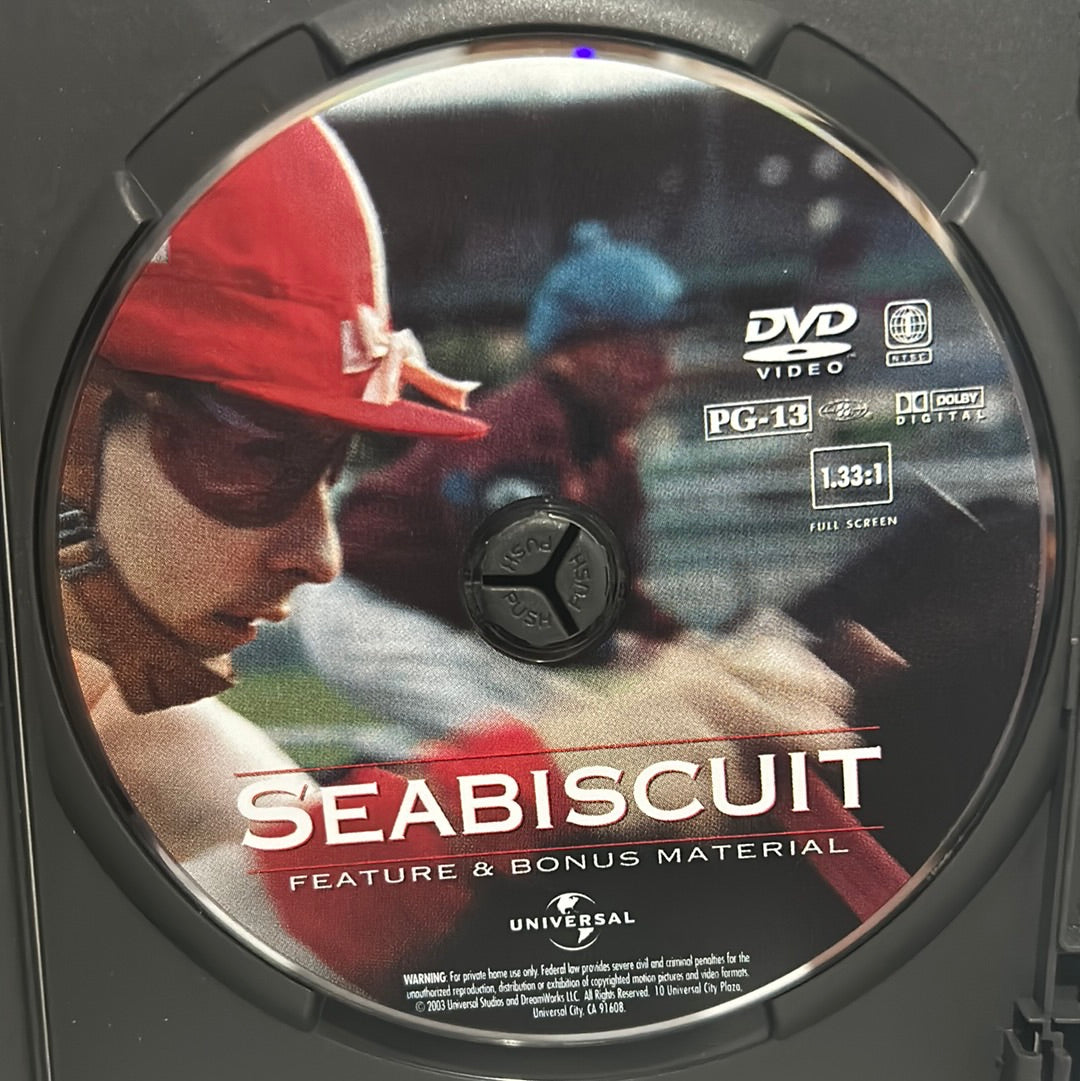 DVD
VIDEO
1
NTSC
PG-13
DOLBY
DIGITAL
1.33:1
FULL SCREEN
PUSH
PUSH
PUSH
SEABISCUIT
FEATURE & BONUS MATERIAL
UNIVERSAL
WARNING: For private home use only. Federal law provides severe civil and criminal penalties for the
unauthorized reproduction, distribution or exhibition of copyrighted motion pictures and video formats.
© 2003 Universal Studios and DreamWorks LLC. All Rights Reserved. 10 Universal City Plaza,
Universal City, CA 91608.